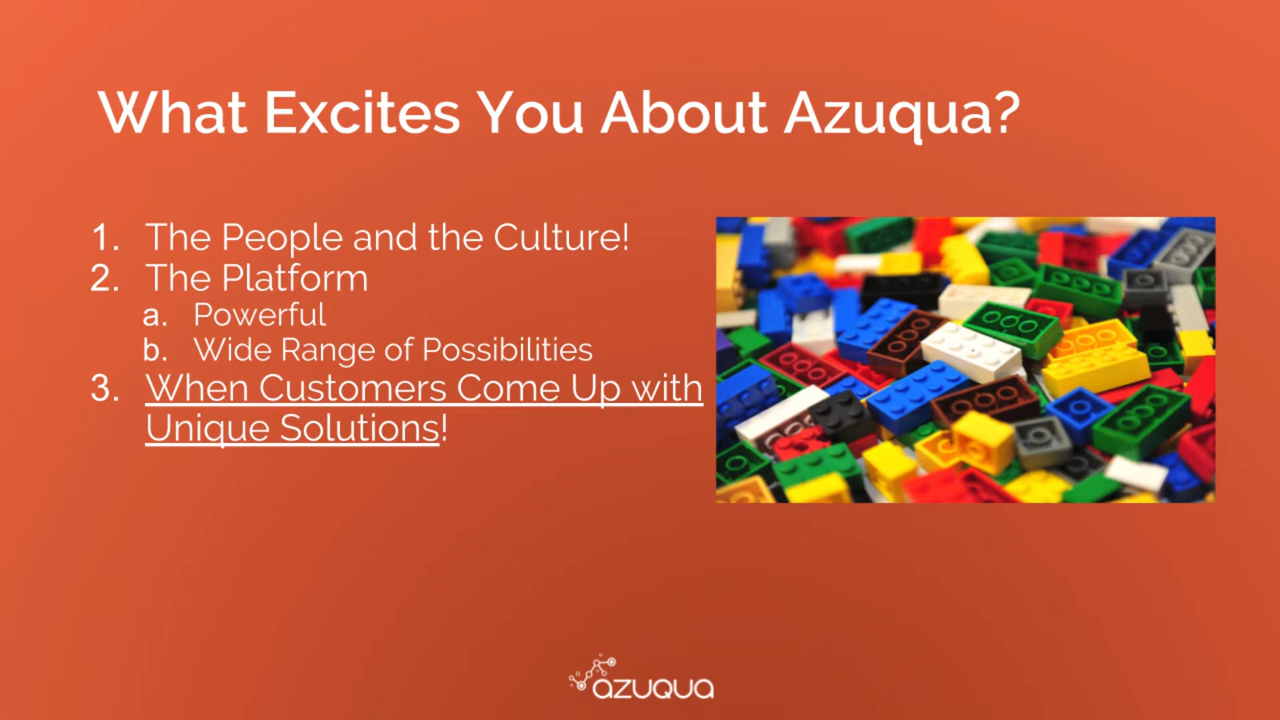 What Excites You About Azuqua?
1. The People and the Culture!
2. The Platform
a. Powerful
b. Wide Range of Possibilities
3. When Customers Come Up with
Unique Solutions!
azuqua